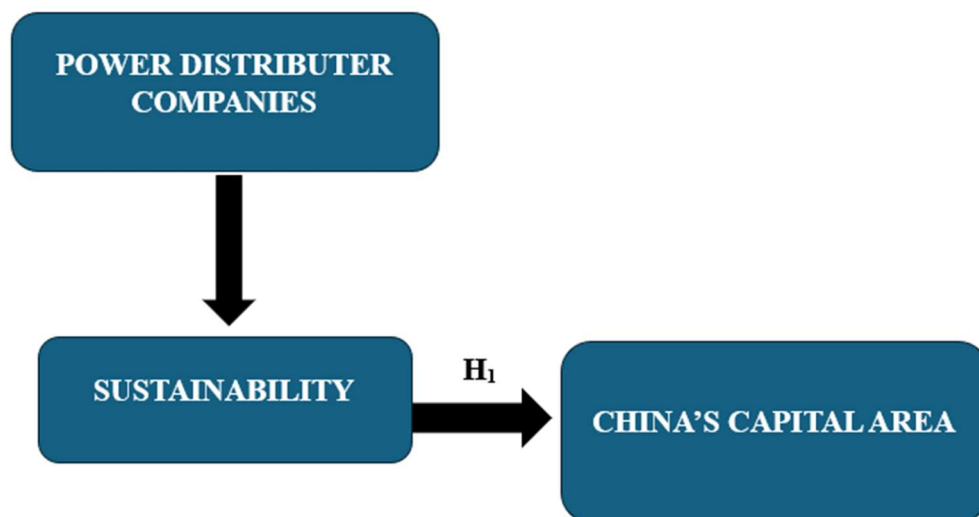 POWER DISTRIBUTER
COMPANIES
SUSTAINABILITY
H₁
CHINA’S CAPITAL AREA